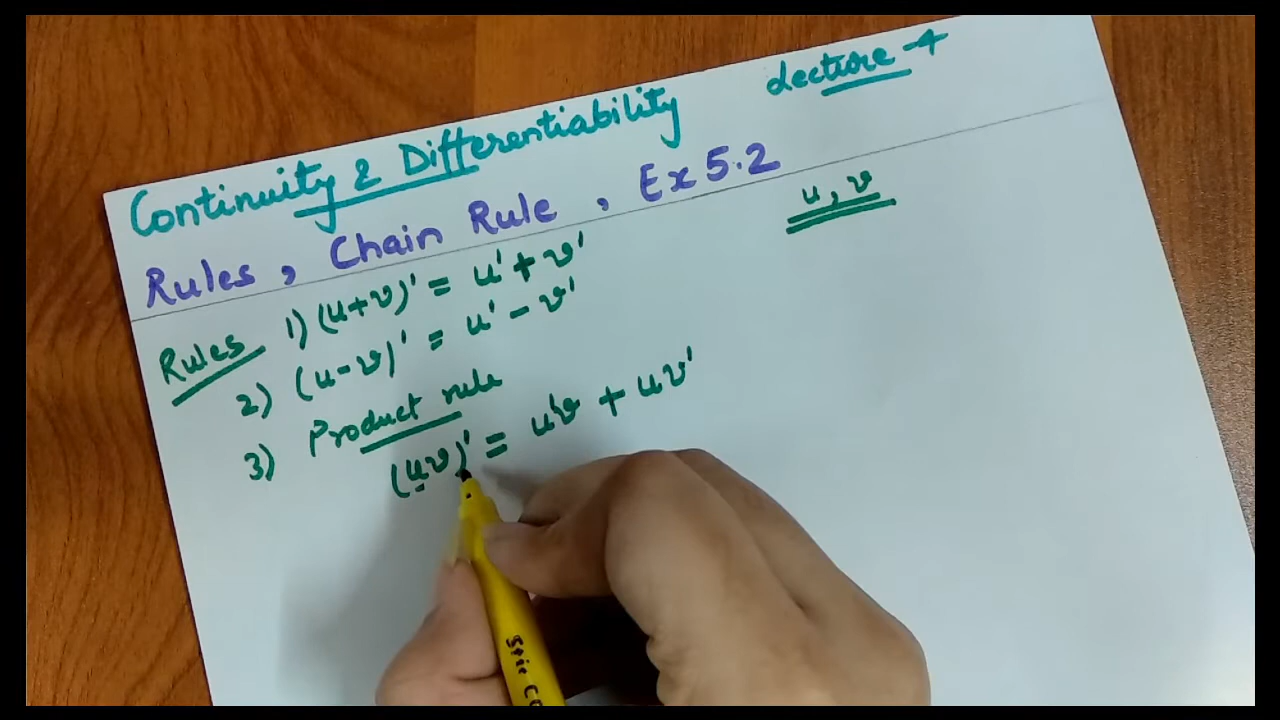 Continuity & Differentiability Lecture-4
Rules, Chain Rule, Ex 5.2
u, v
Rules 1) (u+v)' = u' + v'
2) (u-v)' = u' - v'
3) Product rule
(uv)' = u'v + uv'